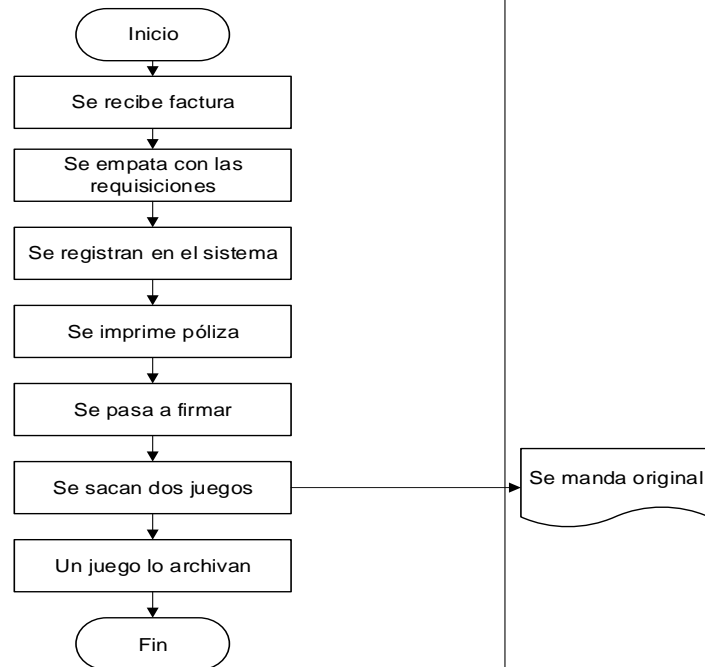 Inicio
Se recibe factura
Se empata con las
requisiciones
Se registran en el sistema
Se imprime póliza
Se pasa a firmar
Se sacan dos juegos
Se manda original
Un juego lo archivan
Fin